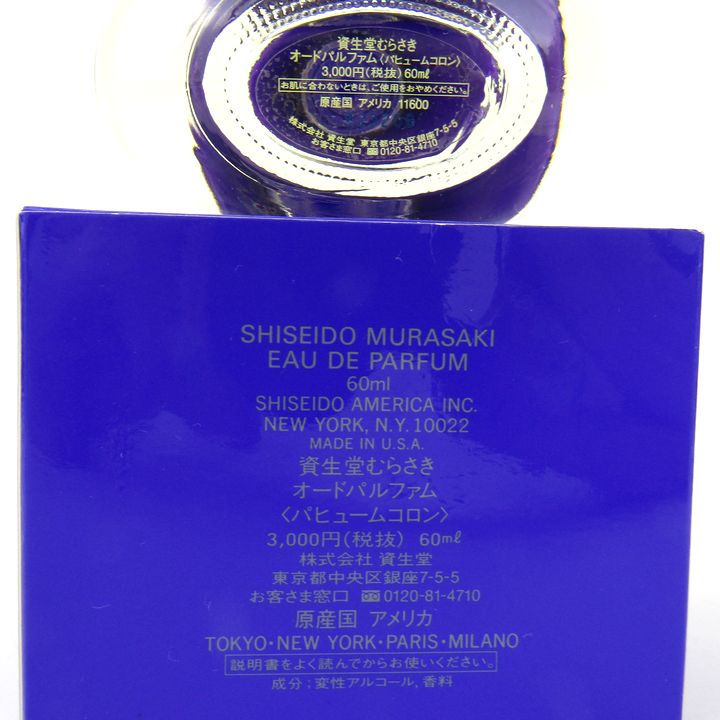 資生堂むらさき
オードパルファム〈パヒュームコロン〉
3,000円(税抜)60mℓ
お肌に合わないときは、ご使用をおやめください。
原産国 アメリカ 11600
株式会社 資生堂 東京都中央区銀座7-5-5
お客さま窓口 0120-81-4710
SHISEIDO MURASAKI
EAU DE PARFUM
60ml
SHISEIDO AMERICA INC.
NEW YORK, N.Y. 10022
MADE IN U.S.A.
資生堂むらさき
オードパルファム
〈パヒュームコロン〉
3,000円(税抜) 60mℓ
株式会社 資生堂
東京都中央区銀座7-5-5
お客さま窓口 0120-81-4710
原産国 アメリカ
TOKYO・NEW YORK・PARIS・MILANO
説明書をよく読んでからお使いください。
成分;変性アルコール,香料